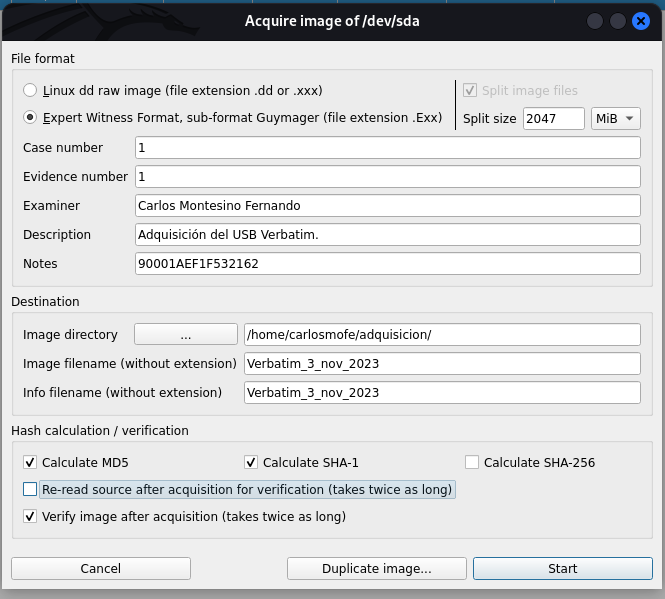 Acquire image of /dev/sda
File format
Linux dd raw image (file extension .dd or .xxx)
Split image files
Expert Witness Format, sub-format Guymager (file extension .Exx)
Split size 2047 MiB
Case number 1
Evidence number 1
Examiner Carlos Montesino Fernando
Description Adquisición del USB Verbatim.
Notes 90001AEF1F532162
Destination
Image directory ... /home/carlosmofe/adquisicion/
Image filename (without extension) Verbatim_3_nov_2023
Info filename (without extension) Verbatim_3_nov_2023
Hash calculation / verification
Calculate MD5 Calculate SHA-1 Calculate SHA-256
Re-read source after acquisition for verification (takes twice as long)
Verify image after acquisition (takes twice as long)
Cancel Duplicate image... Start